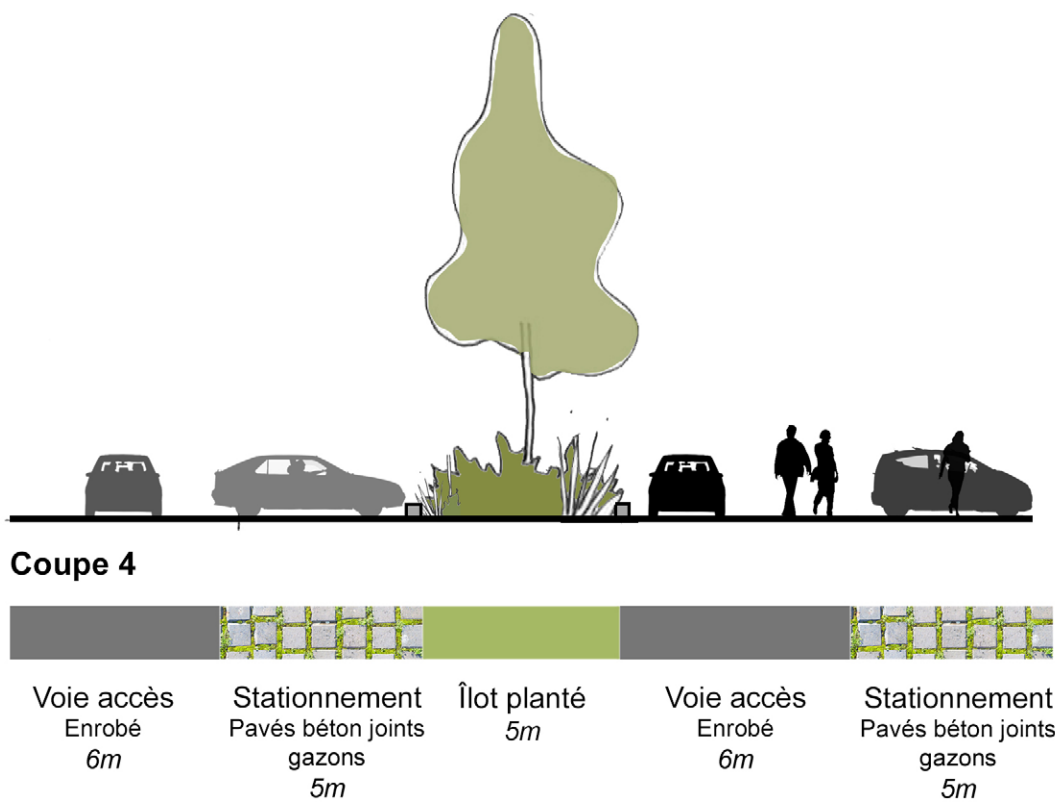 Coupe 4
Voie accès
Enrobé
6m
Stationnement
Pavés béton joints
gazons
5m
Îlot planté
5m
Voie accès
Enrobé
6m
Stationnement
Pavés béton joints
gazons
5m